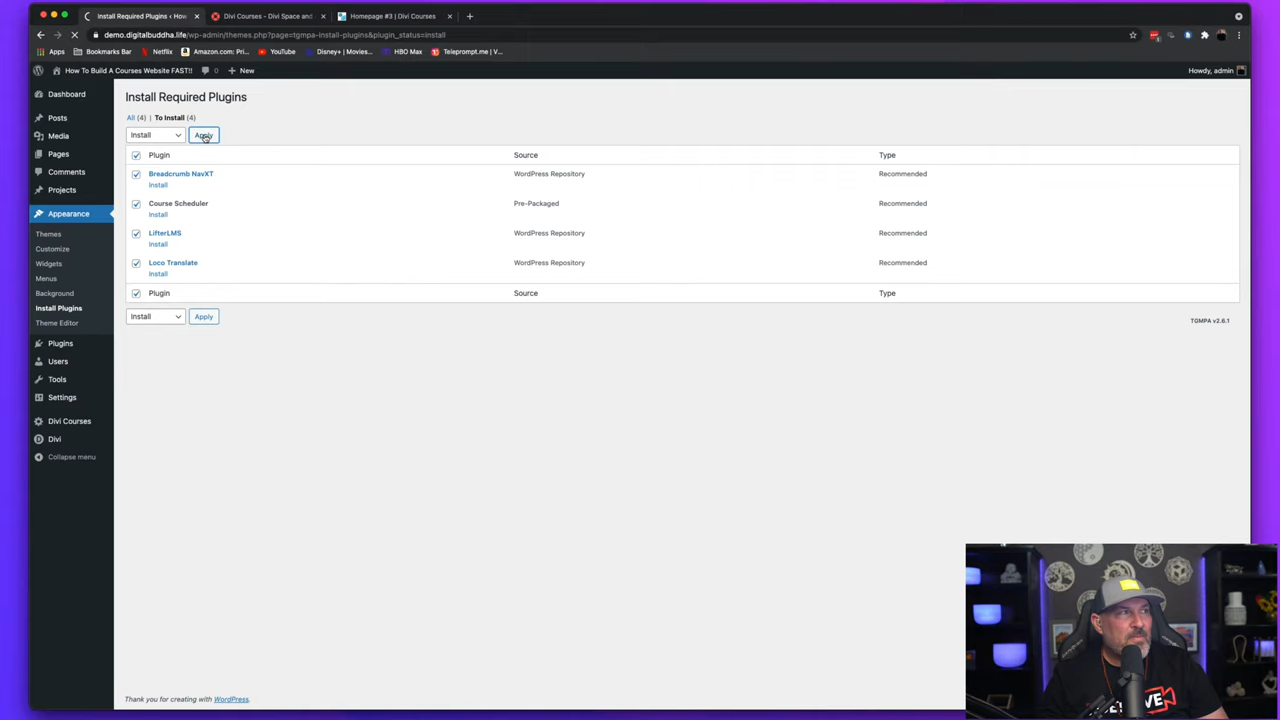 Install Required Plugins ‹ How
Divi Courses - Divi Space and
Homepage #3 | Divi Courses
demo.digitalbuddha.life/wp-admin/themes.php?page=tgmpa-install-plugins&plugin_status=install
Apps
Bookmarks Bar
Netflix
Amazon.com: Pri...
YouTube
Disney+ | Movies...
HBO Max
Teleprompt.me | V...
How To Build A Courses Website FAST!!
0
New
Howdy, admin
Dashboard
Posts
Media
Pages
Comments
Projects
Appearance
Themes
Customize
Widgets
Menus
Background
Install Plugins
Theme Editor
Plugins
Users
Tools
Settings
Divi Courses
Divi
Collapse menu
Install Required Plugins
All (4) | To Install (4)
Install
Apply
Plugin Source Type
Breadcrumb NavXT WordPress Repository Recommended
Install
Course Scheduler Pre-Packaged Recommended
Install
LifterLMS WordPress Repository Recommended
Install
Loco Translate WordPress Repository Recommended
Install
Plugin Source Type
Install
Apply
TGMPA v2.6.1
Thank you for creating with WordPress.